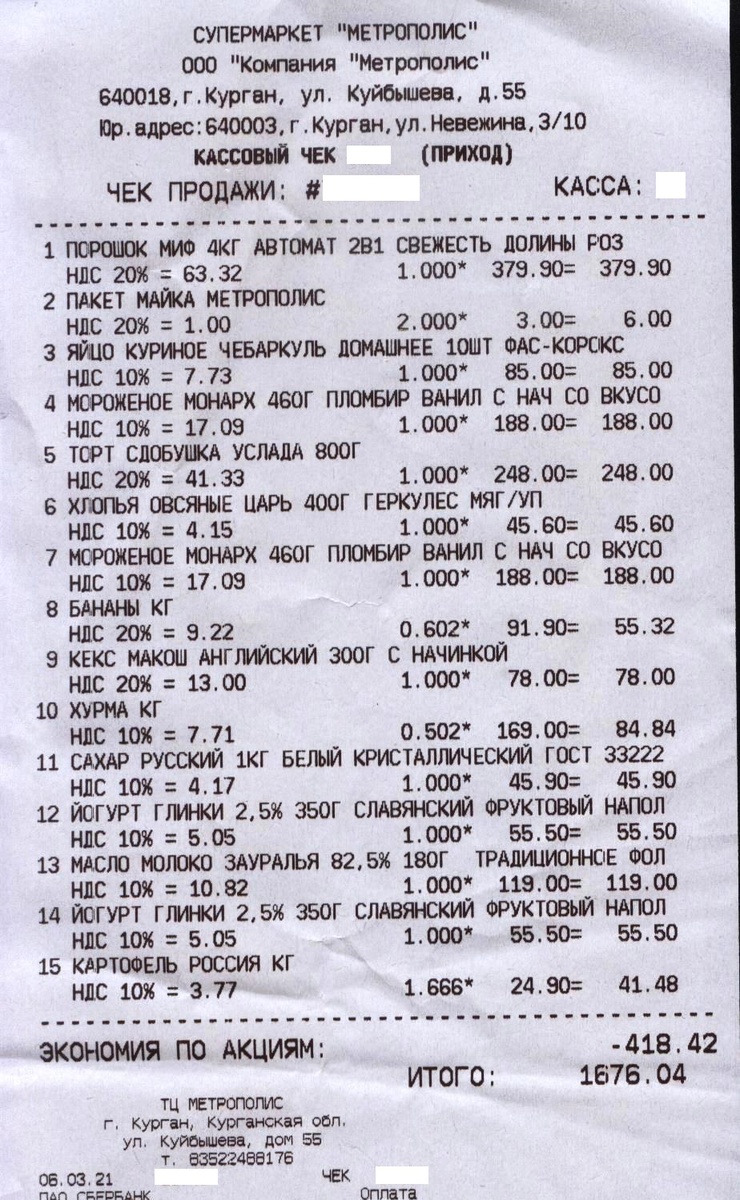 СУПЕРМАРКЕТ "МЕТРОПОЛИС"
ООО "Компания "Метрополис"
640018,г.Курган, ул. Куйбышева, д.55
Юр.адрес:640003,г.Курган,ул.Невежина,3/10
КАССОВЫЙ ЧЕК (ПРИХОД)
ЧЕК ПРОДАЖИ: # КАССА:
1 ПОРОШОК МИФ 4КГ АВТОМАТ 2В1 СВЕЖЕСТЬ ДОЛИНЫ РОЗ
НДС 20% = 63.32 1.000* 379.90= 379.90
2 ПАКЕТ МАЙКА МЕТРОПОЛИС
НДС 20% = 1.00 2.000* 3.00= 6.00
3 ЯЙЦО КУРИНОЕ ЧЕБАРКУЛЬ ДОМАШНЕЕ 10ШТ ФАС-КОРОКС
НДС 10% = 7.73 1.000* 85.00= 85.00
4 МОРОЖЕНОЕ МОНАРХ 460Г ПЛОМБИР ВАНИЛ С НАЧ СО ВКУСО
НДС 10% = 17.09 1.000* 188.00= 188.00
5 ТОРТ СДОБУШКА УСЛАДА 800Г
НДС 20% = 41.33 1.000* 248.00= 248.00
6 ХЛОПЬЯ ОВСЯНЫЕ ЦАРЬ 400Г ГЕРКУЛЕС МЯГ/УП
НДС 10% = 4.15 1.000* 45.60= 45.60
7 МОРОЖЕНОЕ МОНАРХ 460Г ПЛОМБИР ВАНИЛ С НАЧ СО ВКУСО
НДС 10% = 17.09 1.000* 188.00= 188.00
8 БАНАНЫ КГ
НДС 20% = 9.22 0.602* 91.90= 55.32
9 КЕКС МАКОШ АНГЛИЙСКИЙ 300Г С НАЧИНКОЙ
НДС 20% = 13.00 1.000* 78.00= 78.00
10 ХУРМА КГ
НДС 10% = 7.71 0.502* 169.00= 84.84
11 САХАР РУССКИЙ 1КГ БЕЛЫЙ КРИСТАЛЛИЧЕСКИЙ ГОСТ 33222
НДС 10% = 4.17 1.000* 45.90= 45.90
12 ЙОГУРТ ГЛИНКИ 2,5% 350Г СЛАВЯНСКИЙ ФРУКТОВЫЙ НАПОЛ
НДС 10% = 5.05 1.000* 55.50= 55.50
13 МАСЛО МОЛОКО ЗАУРАЛЬЯ 82,5% 180Г ТРАДИЦИОННОЕ ФОЛ
НДС 10% = 10.82 1.000* 119.00= 119.00
14 ЙОГУРТ ГЛИНКИ 2,5% 350Г СЛАВЯНСКИЙ ФРУКТОВЫЙ НАПОЛ
НДС 10% = 5.05 1.000* 55.50= 55.50
15 КАРТОФЕЛЬ РОССИЯ КГ
НДС 10% = 3.77 1.666* 24.90= 41.48
ЭКОНОМИЯ ПО АКЦИЯМ: -418.42
ИТОГО: 1676.04
ТЦ МЕТРОПОЛИС
г. Курган, Курганская обл.
ул. Куйбышева, дом 55
т. 83522488176
06.03.21 ЧЕК
ПАО СБЕРБАНК Оплата